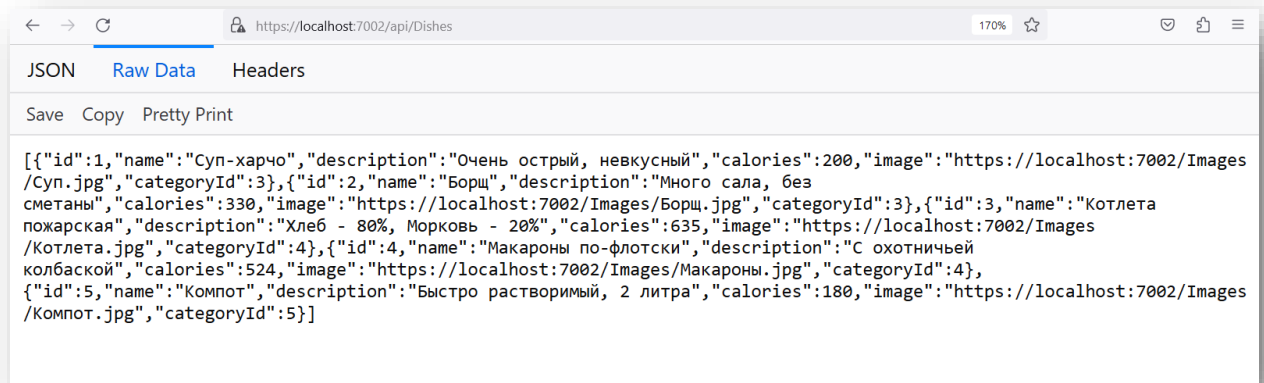 https://localhost:7002/api/Dishes 170%
JSON Raw Data Headers
Save Copy Pretty Print
[{"id":1,"name":"Суп-харчо","description":"Очень острый, невкусный","calories":200,"image":"https://localhost:7002/Images
/Суп.jpg","categoryId":3},{"id":2,"name":"Борщ","description":"Много сала, без
сметаны","calories":330,"image":"https://localhost:7002/Images/Борщ.jpg","categoryId":3},{"id":3,"name":"Котлета
пожарская","description":"Хлеб - 80%, Морковь - 20%","calories":635,"image":"https://localhost:7002/Images
/Котлета.jpg","categoryId":4},{"id":4,"name":"Макароны по-флотски","description":"С охотничьей
колбаской","calories":524,"image":"https://localhost:7002/Images/Макароны.jpg","categoryId":4},
{"id":5,"name":"Компот","description":"Быстро растворимый, 2 литра","calories":180,"image":"https://localhost:7002/Images
/Компот.jpg","categoryId":5}]